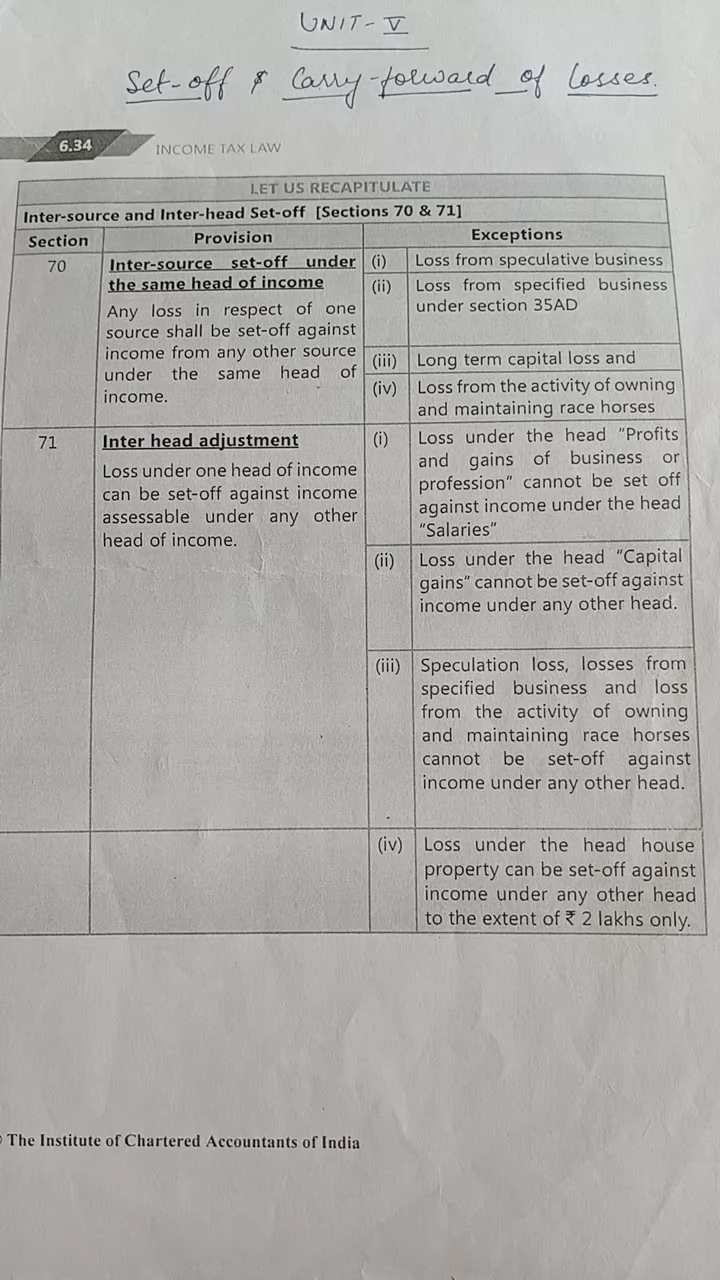 UNIT-V
Set-off & Carry-forward of Losses.
6.34
INCOME TAX LAW
LET US RECAPITULATE
Inter-source and Inter-head Set-off [Sections 70 & 71]
Section
Provision
Exceptions
70
Inter-source set-off under
the same head of income
Any loss in respect of one
source shall be set-off against
income from any other source
under the same head of
income.
(i)
Loss from speculative business
(ii)
Loss from specified business
under section 35AD
(iii)
Long term capital loss and
(iv)
Loss from the activity of owning
and maintaining race horses
71
Inter head adjustment
Loss under one head of income
can be set-off against income
assessable under any other
head of income.
(i)
Loss under the head "Profits
and gains of business or
profession" cannot be set off
against income under the head
"Salaries"
(ii)
Loss under the head "Capital
gains" cannot be set-off against
income under any other head.
(iii)
Speculation loss, losses from
specified business and loss
from the activity of owning
and maintaining race horses
cannot be set-off against
income under any other head.
(iv)
Loss under the head house
property can be set-off against
income under any other head
to the extent of ₹ 2 lakhs only.
The Institute of Chartered Accountants of India